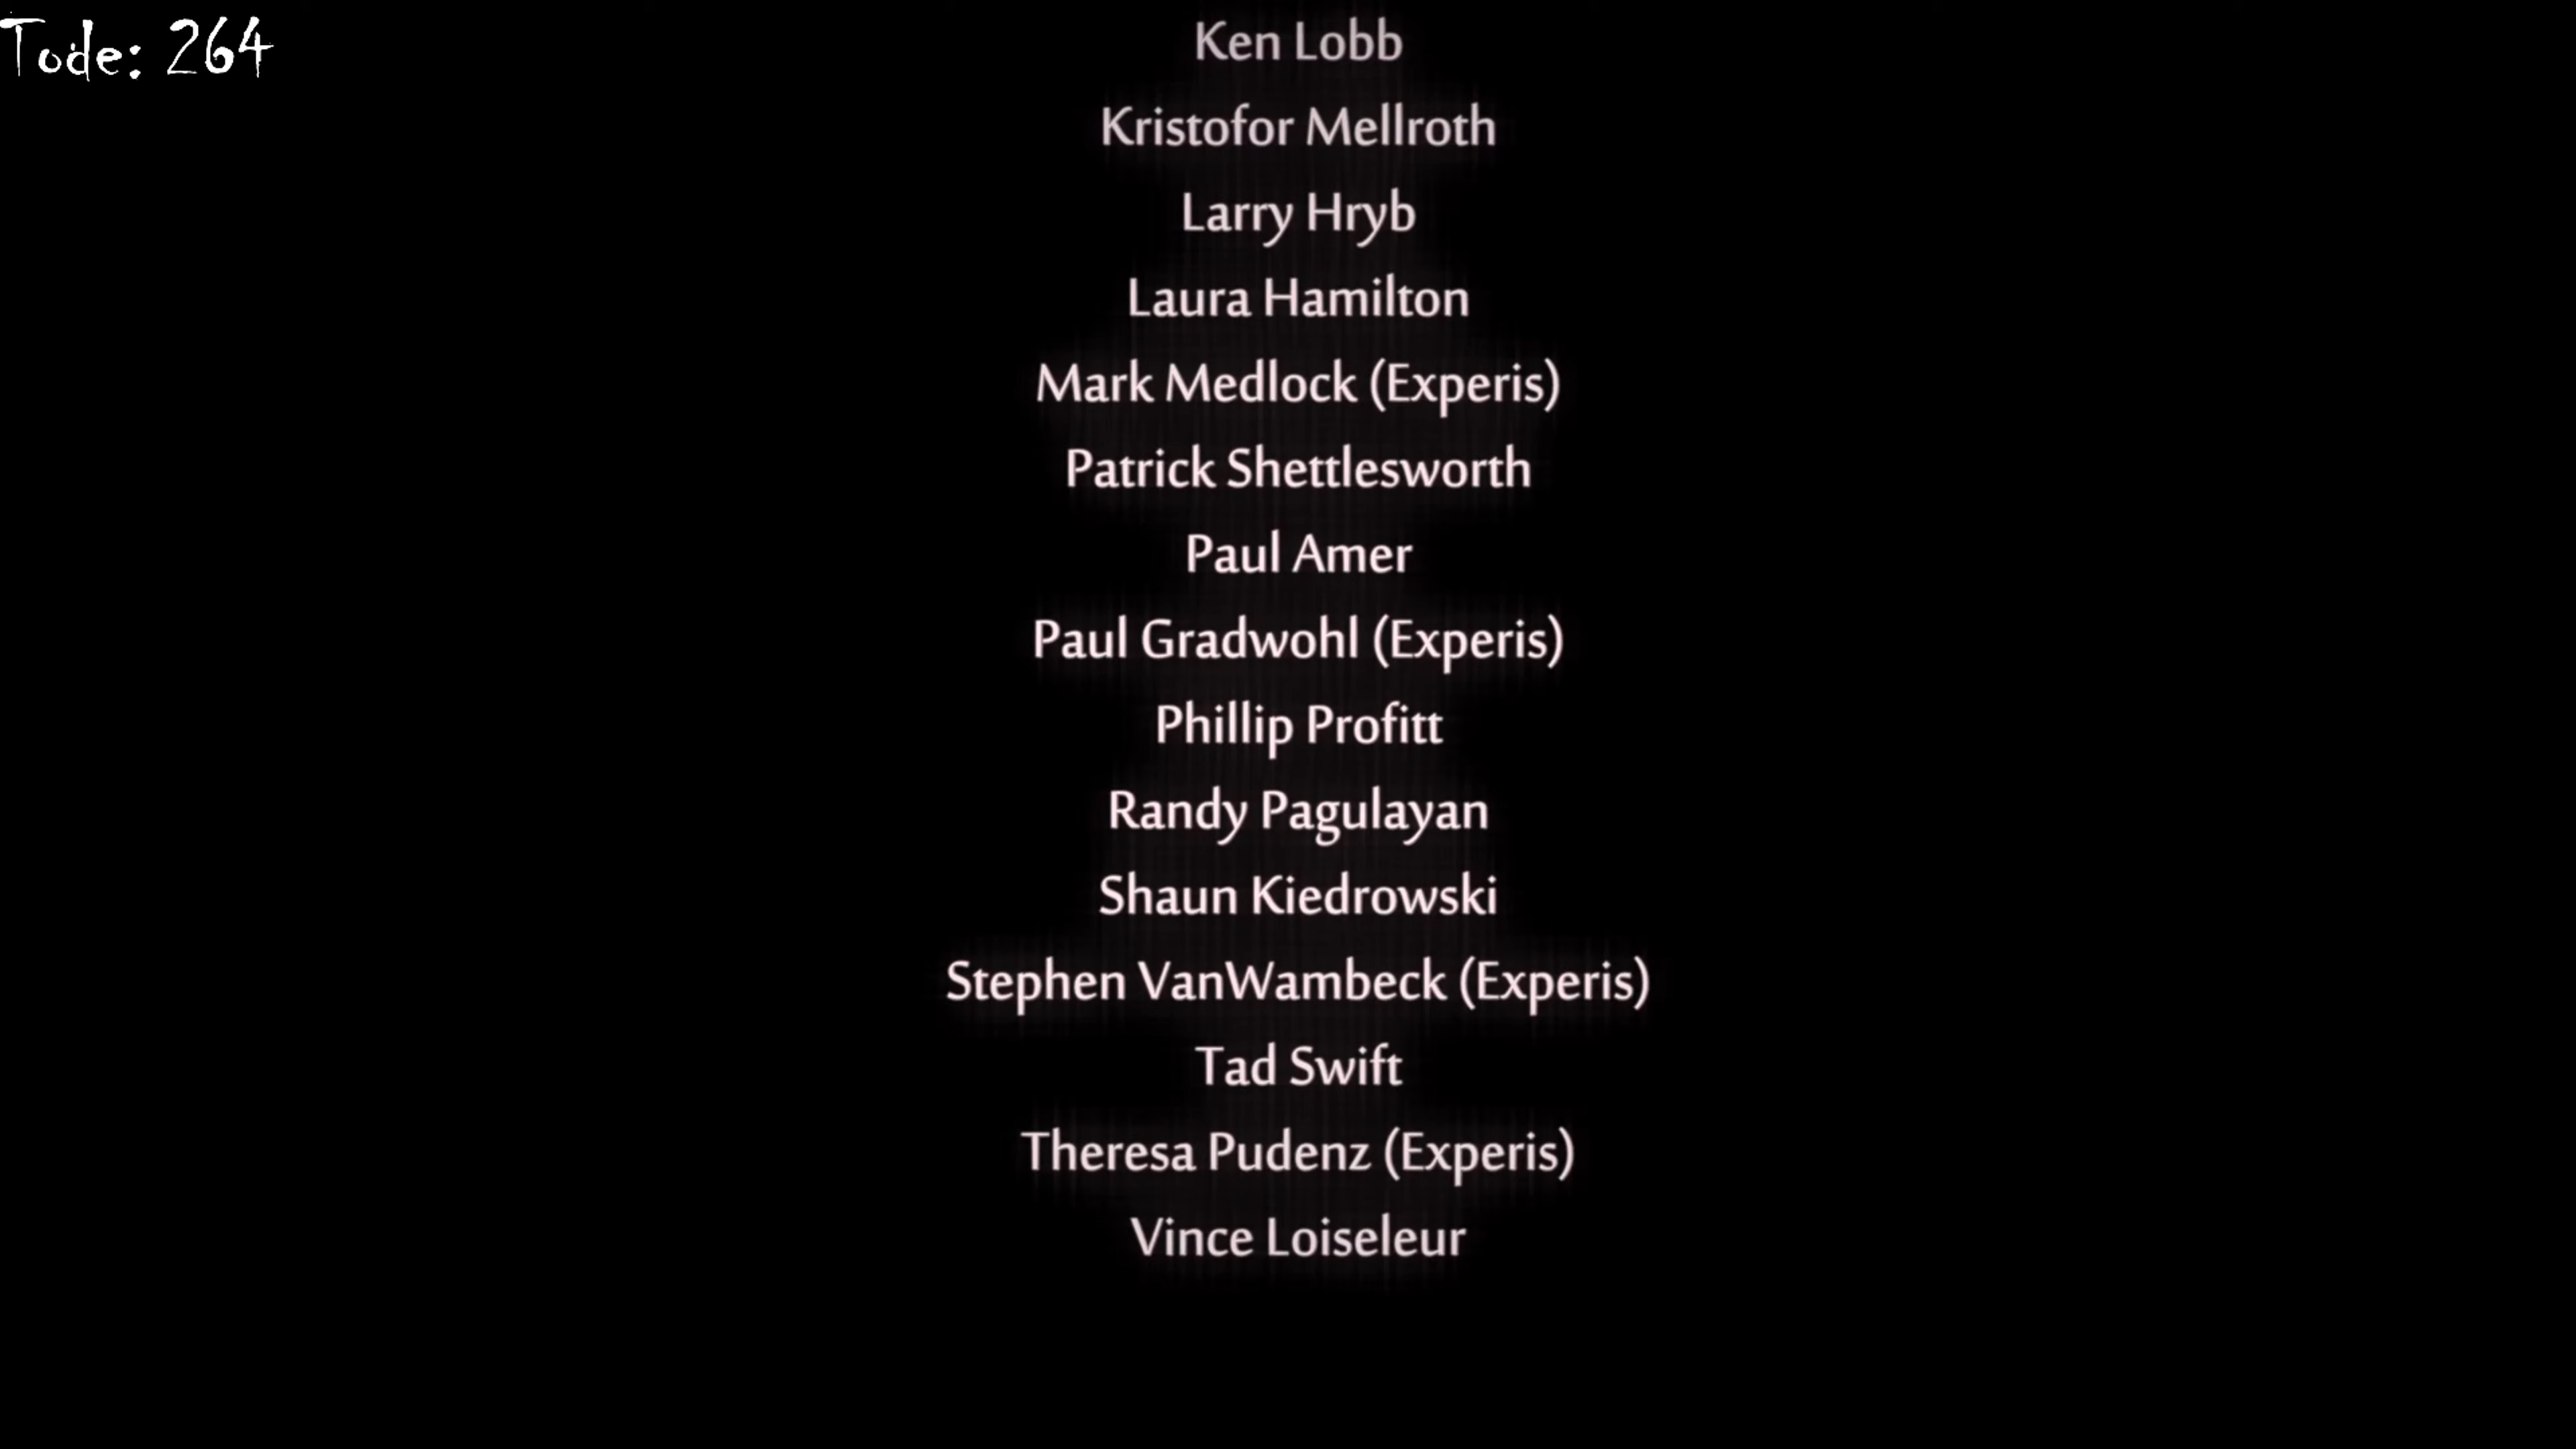 Tode: 264
Ken Lobb
Kristofor Mellroth
Larry Hryb
Laura Hamilton
Mark Medlock (Experis)
Patrick Shettlesworth
Paul Amer
Paul Gradwohl (Experis)
Phillip Profitt
Randy Pagulayan
Shaun Kiedrowski
Stephen VanWambeck (Experis)
Tad Swift
Theresa Pudenz (Experis)
Vince Loiseleur